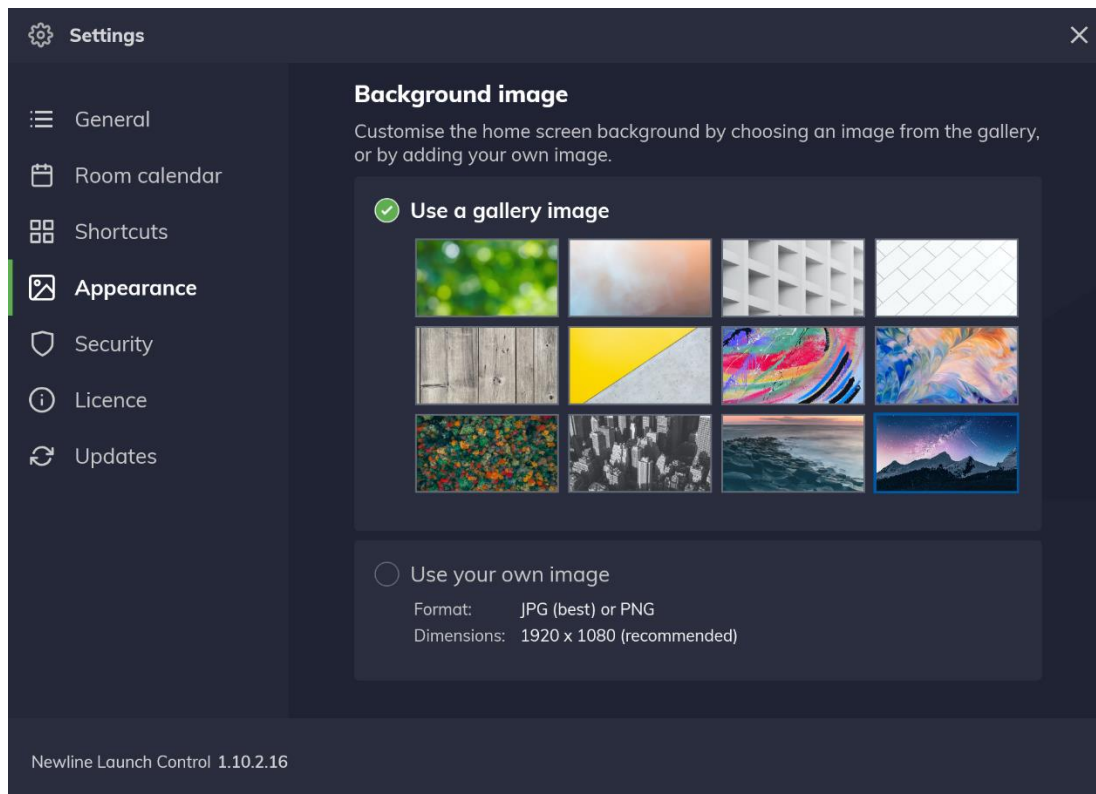 Settings
General
Room calendar
Shortcuts
Appearance
Security
Licence
Updates
Background image
Customise the home screen background by choosing an image from the gallery,
or by adding your own image.
Use a gallery image
Use your own image
Format: JPG (best) or PNG
Dimensions: 1920 x 1080 (recommended)
Newline Launch Control 1.10.2.16